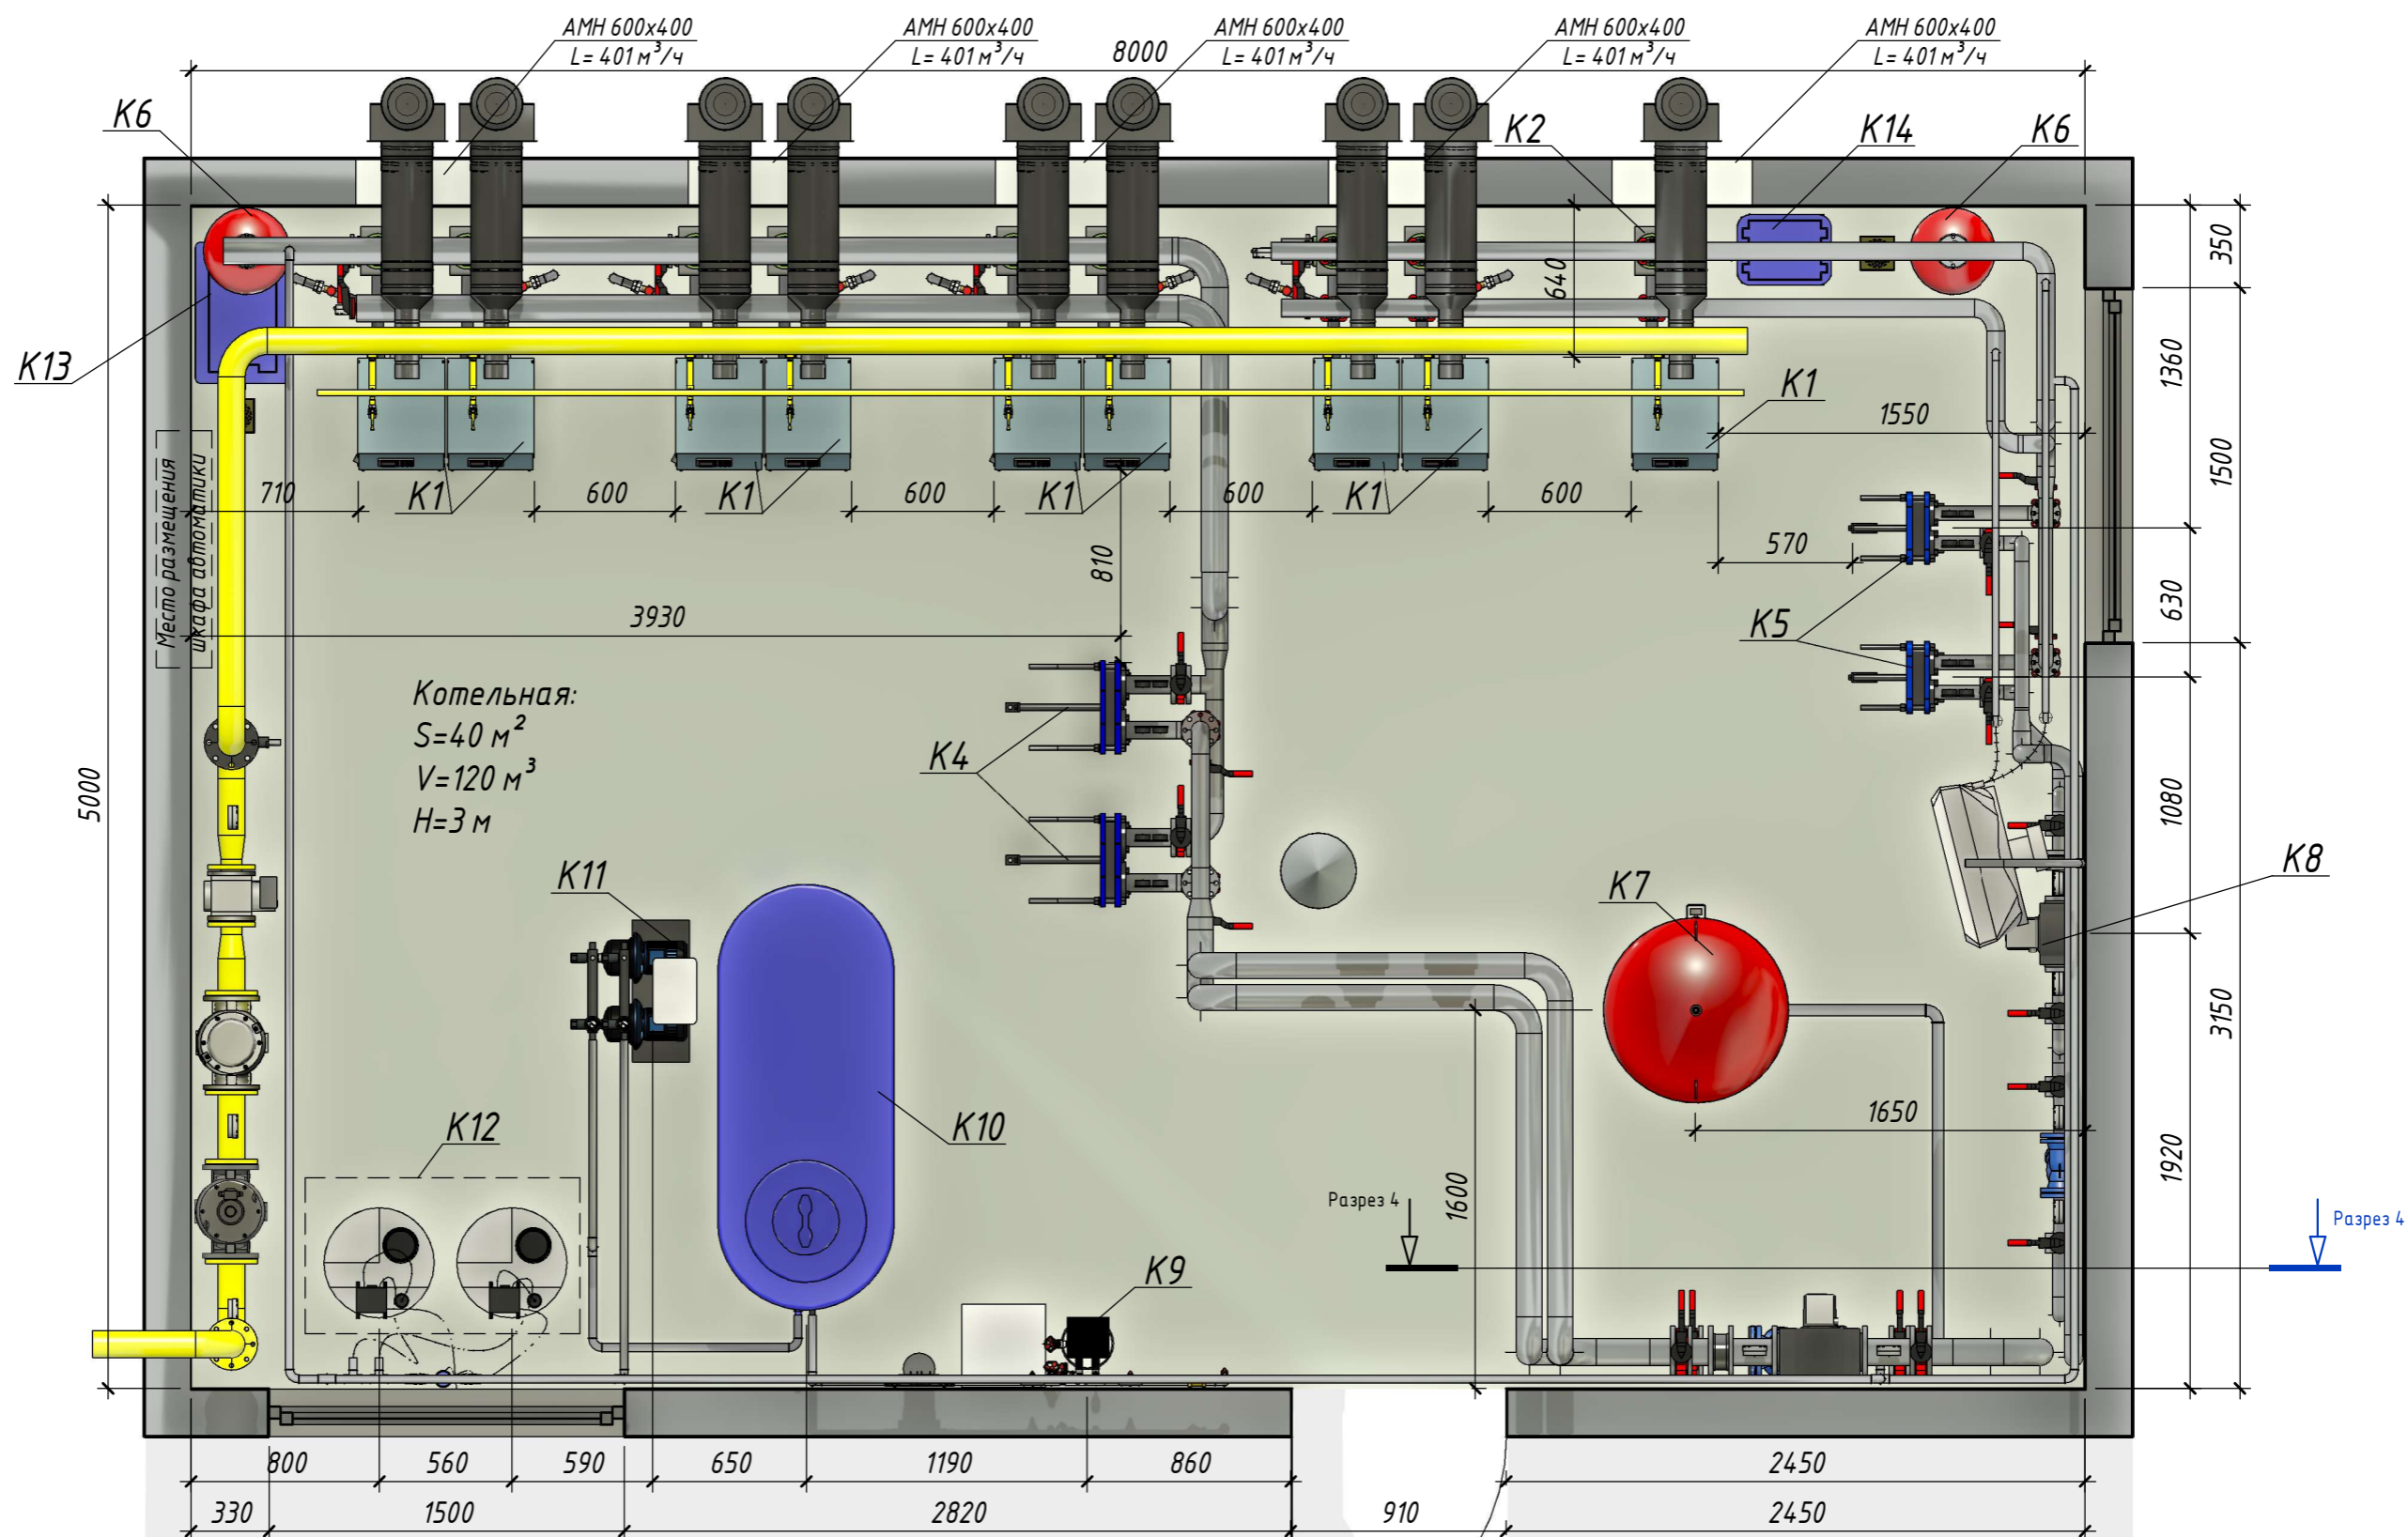 АМН 600х400
L= 401 м³/ч
АМН 600х400
L= 401 м³/ч
АМН 600х400
L= 401 м³/ч
АМН 600х400
L= 401 м³/ч
АМН 600х400
L= 401 м³/ч
8000
К6
К2
К14
К6
350
640
К13
1360
К1
1550
Место размещения
шкафа автоматики
710
К1
600
К1
600
К1
600
К1
600
1500
570
810
3930
К5
630
Котельная:
S=40 м²
V=120 м³
H=3 м
К4
5000
1080
К11
К7
К8
3150
К12
К10
1650
1920
1600
Разрез 4
Разрез 4
К9
800
560
590
650
1190
860
2450
330
1500
2820
910
2450